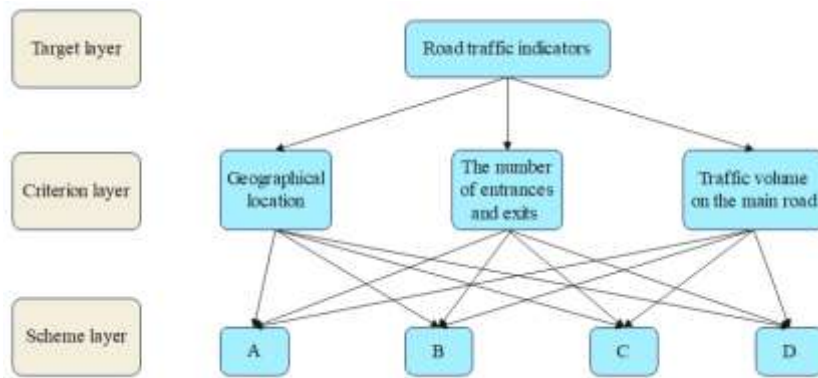 Target layer
Road traffic indicators
Criterion layer
Geographical
location
The number
of entrances
and exits
Traffic volume
on the main road
Scheme layer
A
B
C
D